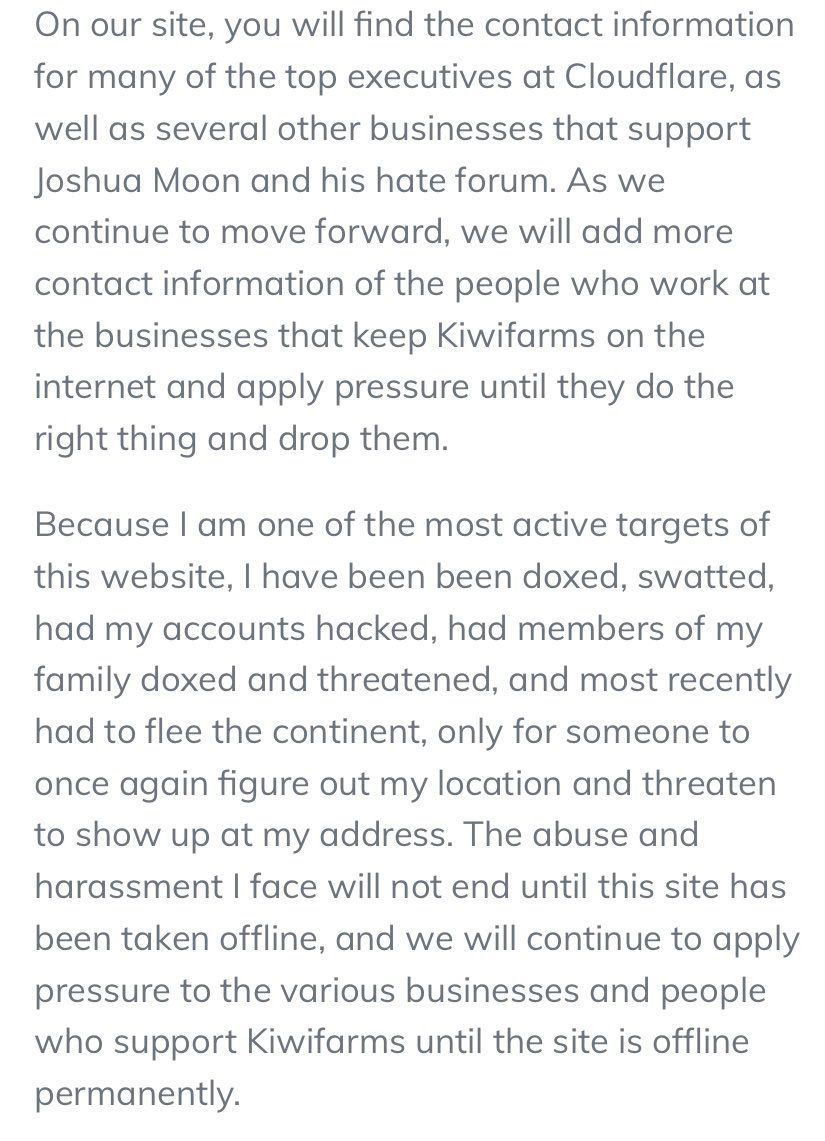 On our site, you will find the contact information
for many of the top executives at Cloudflare, as
well as several other businesses that support
Joshua Moon and his hate forum. As we
continue to move forward, we will add more
contact information of the people who work at
the businesses that keep Kiwifarms on the
internet and apply pressure until they do the
right thing and drop them.
Because I am one of the most active targets of
this website, I have been been doxed, swatted,
had my accounts hacked, had members of my
family doxed and threatened, and most recently
had to flee the continent, only for someone to
once again figure out my location and threaten
to show up at my address. The abuse and
harassment I face will not end until this site has
been taken offline, and we will continue to apply
pressure to the various businesses and people
who support Kiwifarms until the site is offline
permanently.